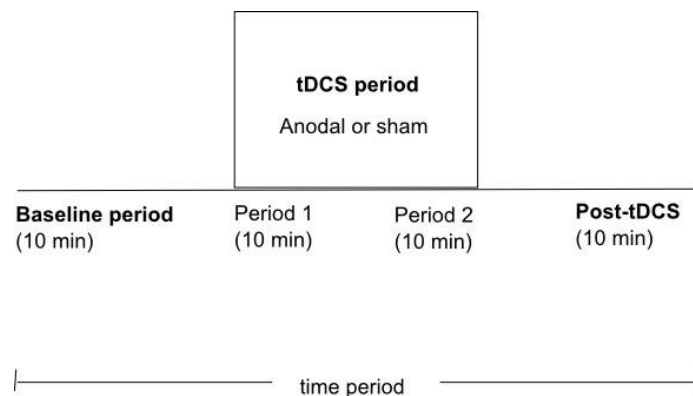 tDCS period
Anodal or sham
Baseline period
(10 min)
Period 1
(10 min)
Period 2
(10 min)
Post-tDCS
(10 min)
time period